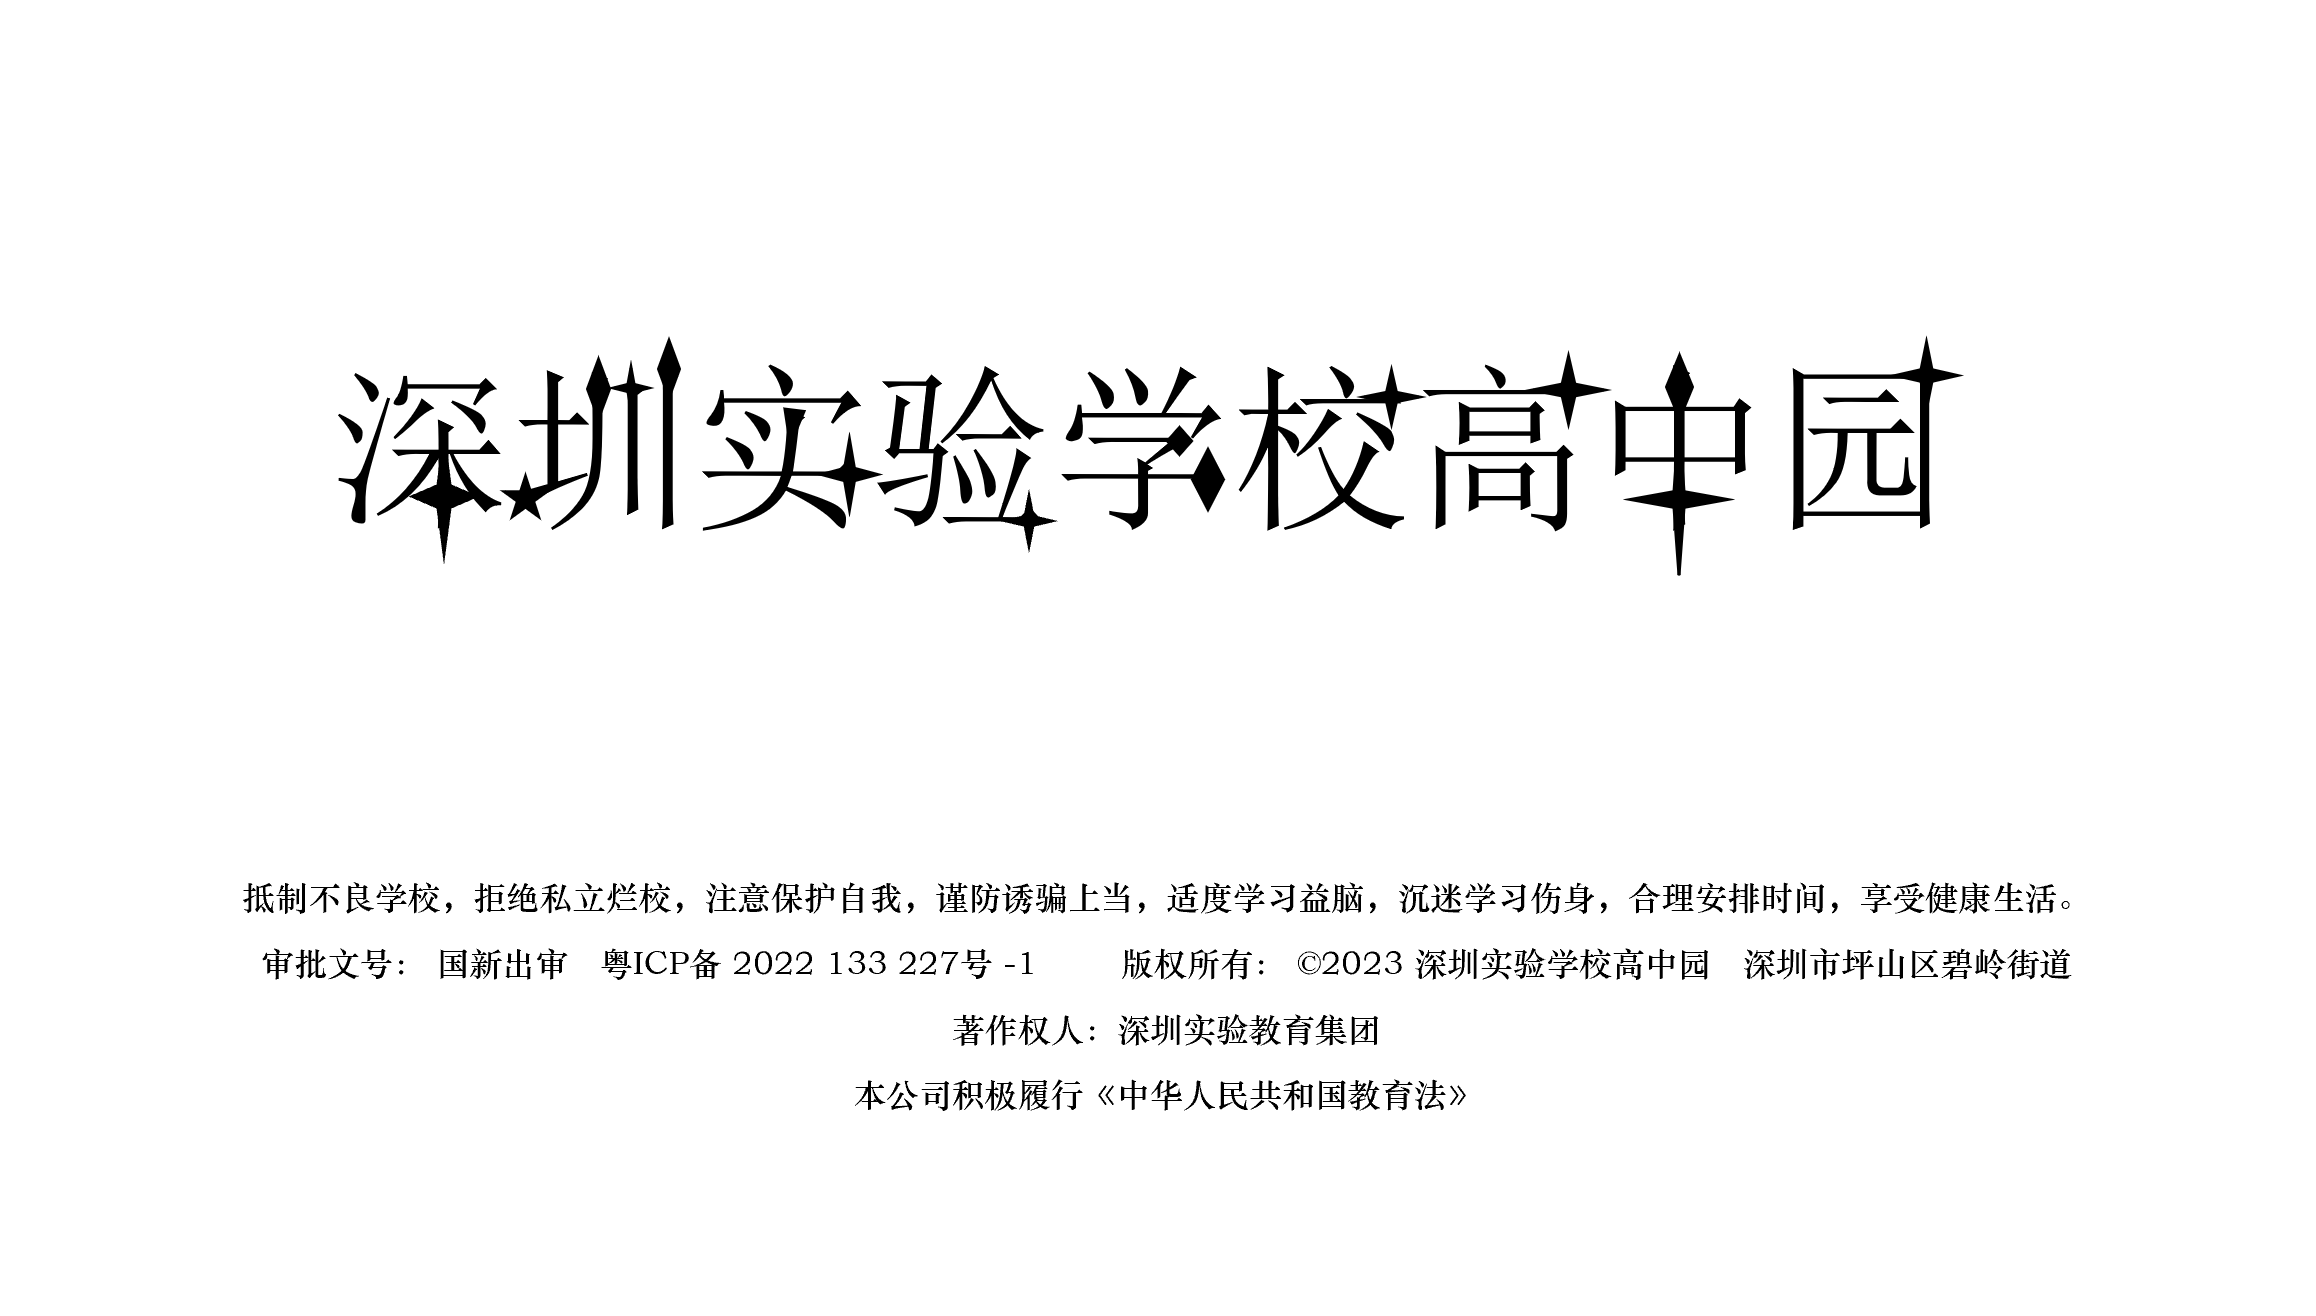 深圳实验学校高中园
抵制不良学校，拒绝私立烂校，注意保护自我，谨防诱骗上当，适度学习益脑，沉迷学习伤身，合理安排时间，享受健康生活。
审批文号： 国新出审　粤ICP备 2022 133 227号 -1　　版权所有： ©2023 深圳实验学校高中园　深圳市坪山区碧岭街道
著作权人：深圳实验教育集团
本公司积极履行《中华人民共和国教育法》